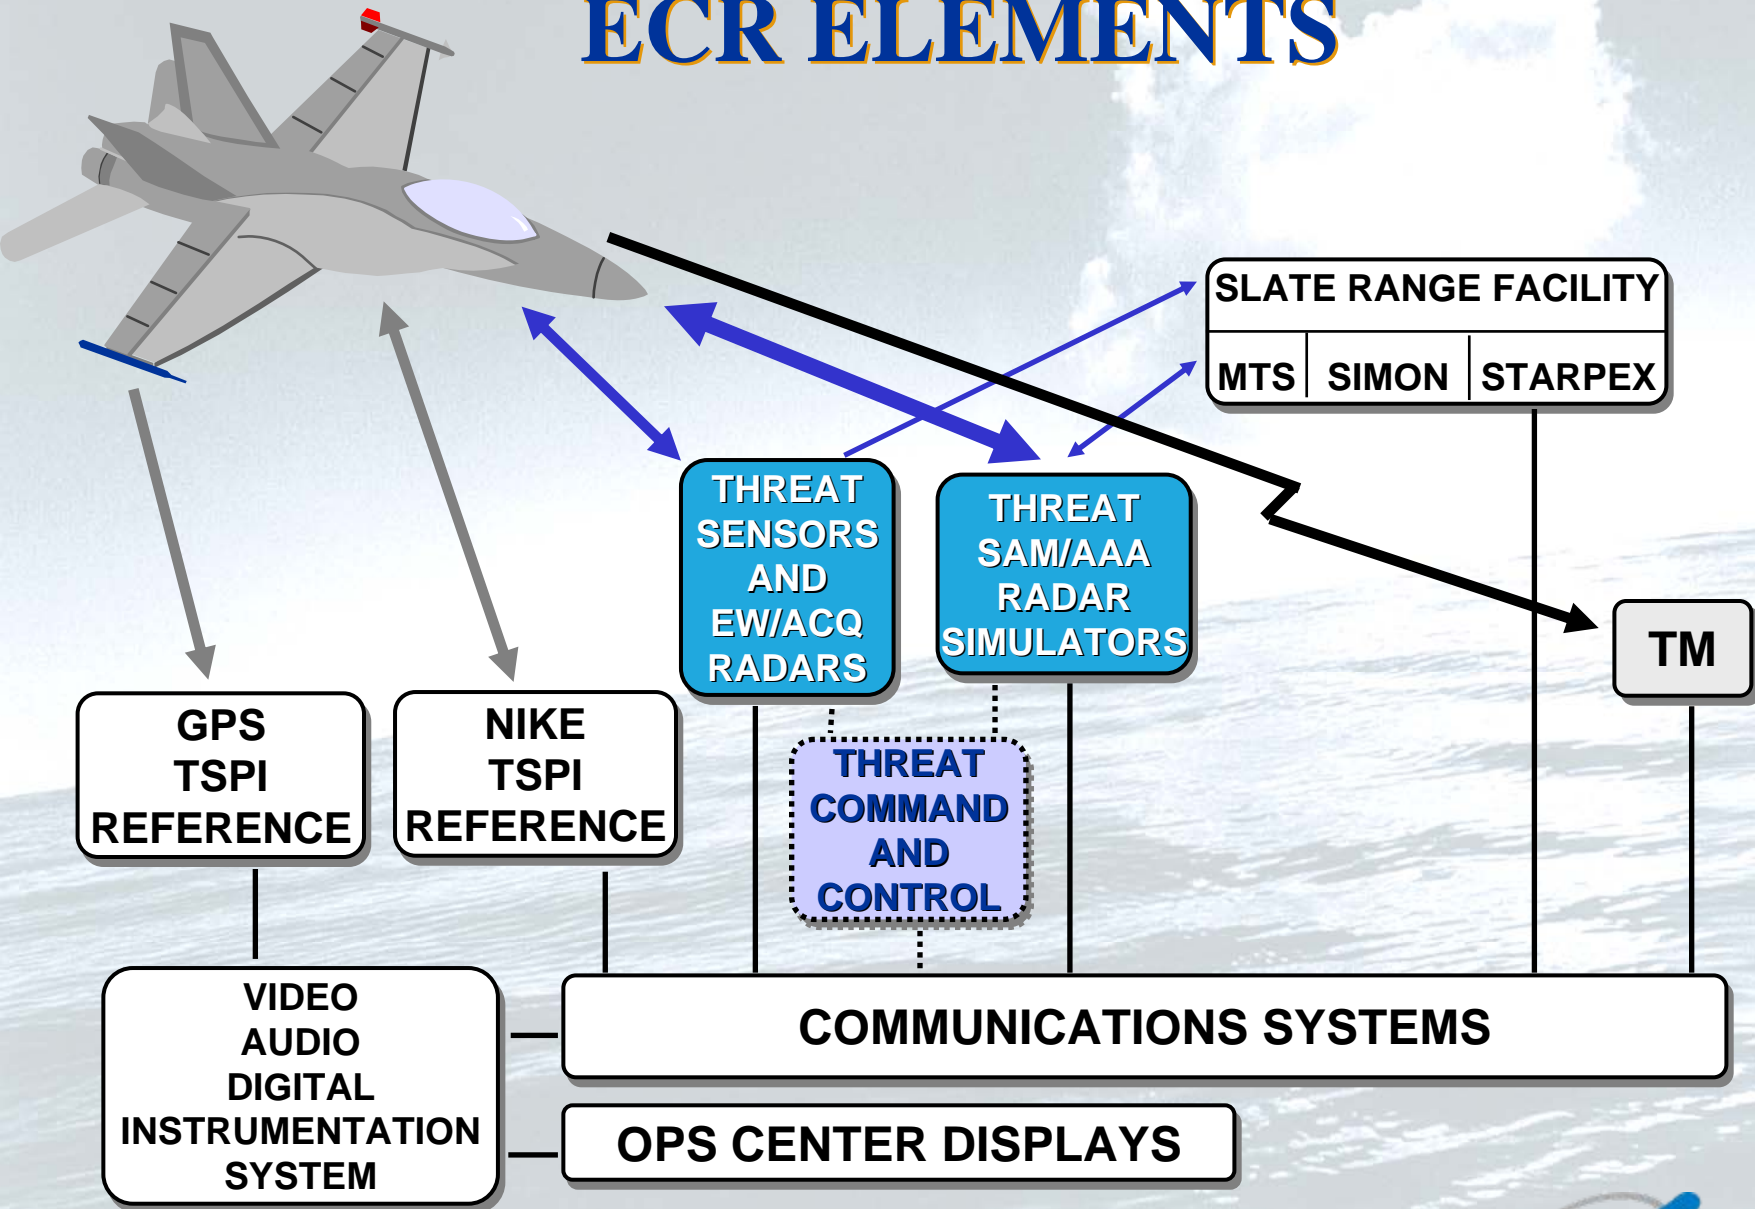 ECR ELEMENTS
SLATE RANGE FACILITY
MTS SIMON STARPEX
THREAT
SENSORS
AND
EW/ACQ
RADARS
THREAT
SAM/AAA
RADAR
SIMULATORS
TM
GPS
TSPI
REFERENCE
NIKE
TSPI
REFERENCE
THREAT
COMMAND
AND
CONTROL
VIDEO
AUDIO
DIGITAL
INSTRUMENTATION
SYSTEM
COMMUNICATIONS SYSTEMS
OPS CENTER DISPLAYS